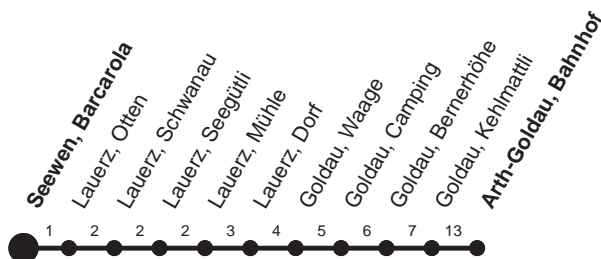 Seewen, Barcarola
Lauerz, Otten
Lauerz, Schwanau
Lauerz, Seegütli
Lauerz, Mühle
Lauerz, Dorf
Goldau, Waage
Goldau, Camping
Goldau, Bernerhöhe
Goldau, Kehlmattli
Arth-Goldau, Bahnhof
1 2 2 2 3 4 5 6 7 13